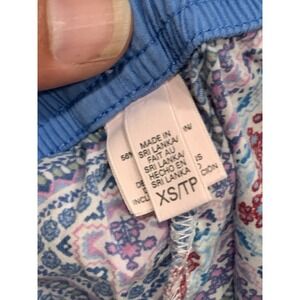 MADE IN
SRI LANKA/
FAIT AU
SRI LANKA/
HECHO EN
SRI LANKA
XS/TP